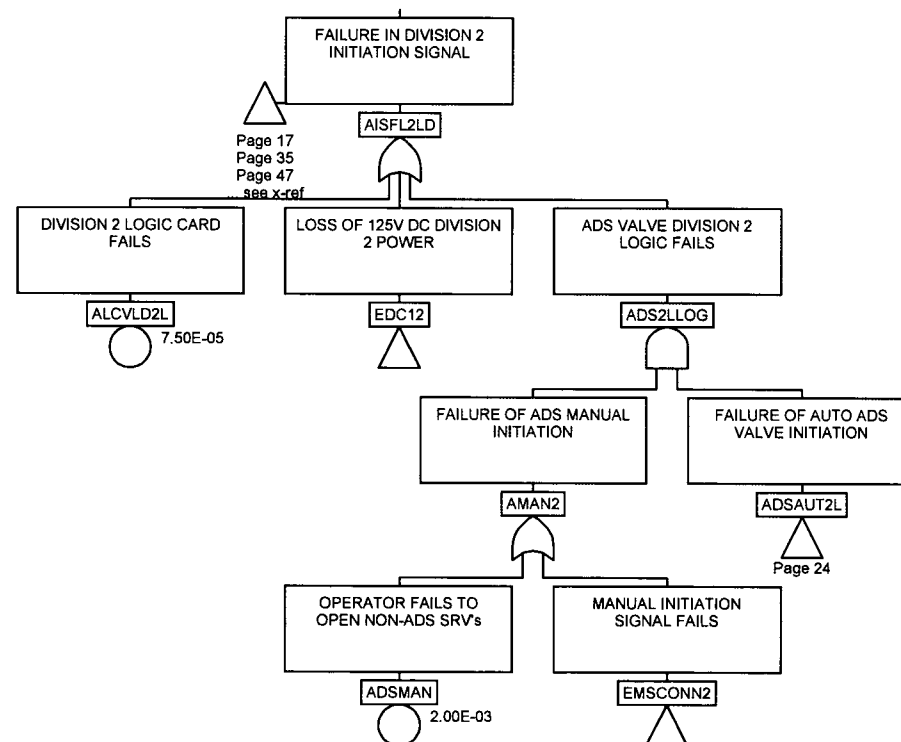 FAILURE IN DIVISION 2
INITIATION SIGNAL
AISFL2LD
Page 17
Page 35
Page 47
... see x-ref
DIVISION 2 LOGIC CARD
FAILS
LOSS OF 125V DC DIVISION
2 POWER
ADS VALVE DIVISION 2
LOGIC FAILS
ALCVLD2L
7.50E-05
EDC12
ADS2LLOG
FAILURE OF ADS MANUAL
INITIATION
FAILURE OF AUTO ADS
VALVE INITIATION
AMAN2
ADSAUT2L
Page 24
OPERATOR FAILS TO
OPEN NON-ADS SRV's
MANUAL INITIATION
SIGNAL FAILS
ADSMAN
2.00E-03
EMSCONN2